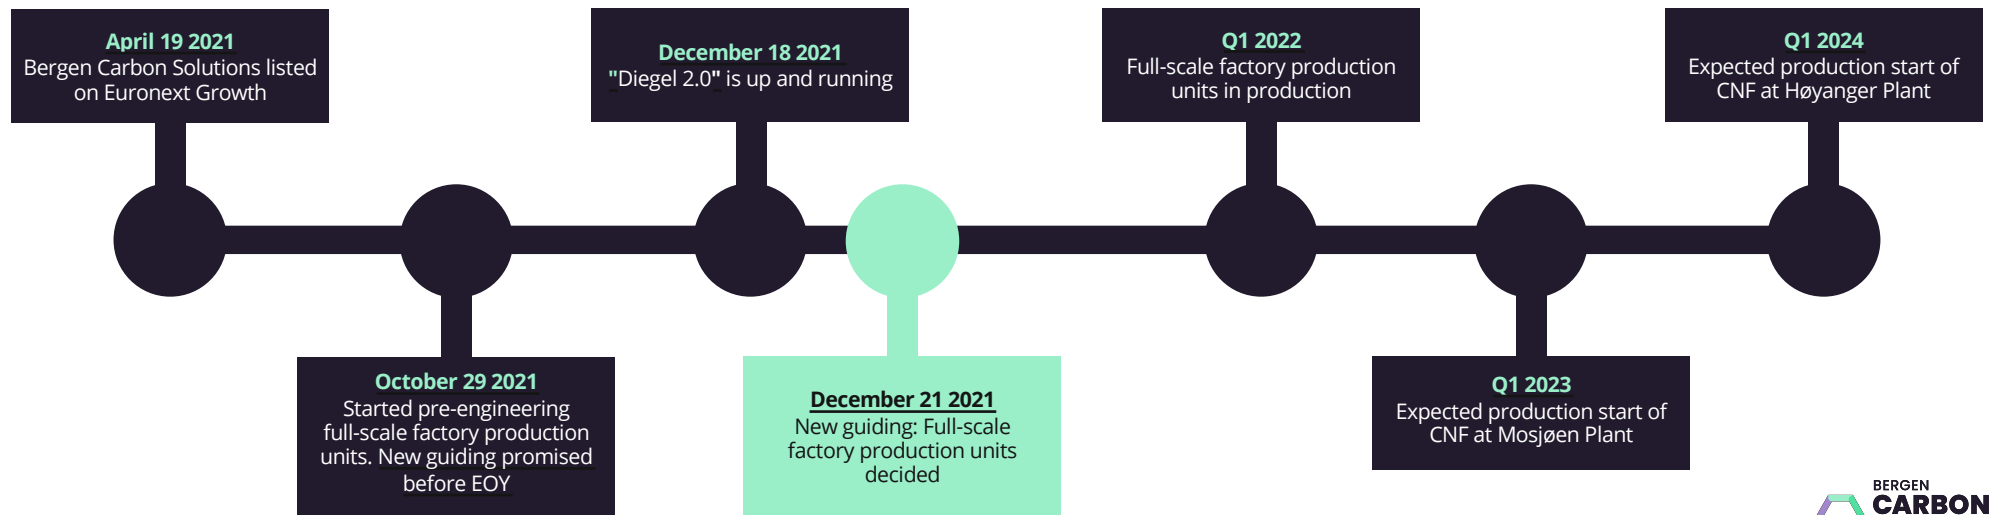 April 19 2021
Bergen Carbon Solutions listed
on Euronext Growth
October 29 2021
Started pre-engineering
full-scale factory production
units. New guiding promised
before EOY
December 18 2021
"Diegel 2.0" is up and running
December 21 2021
New guiding: Full-scale
factory production units
decided
Q1 2022
Full-scale factory production
units in production
Q1 2023
Expected production start of
CNF at Mosjøen Plant
Q1 2024
Expected production start of
CNF at Høyanger Plant
BERGEN
CARBON